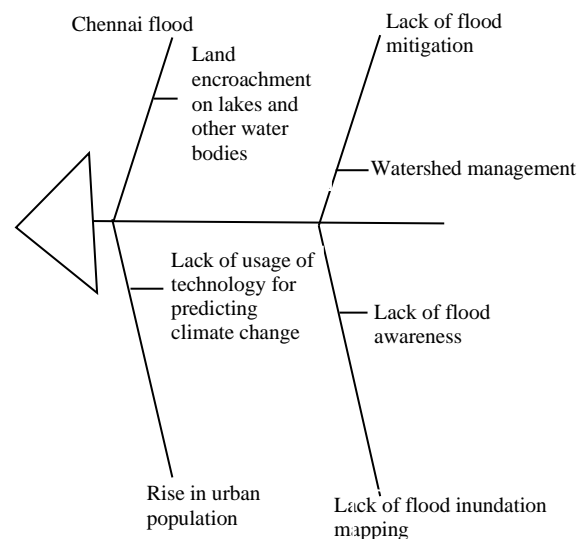 Chennai flood
Land
encroachment
on lakes and
other water
bodies
Lack of flood
mitigation
Watershed management
Lack of usage of
technology for
predicting
climate change
Lack of flood
awareness
Rise in urban
population
Lack of flood inundation
mapping